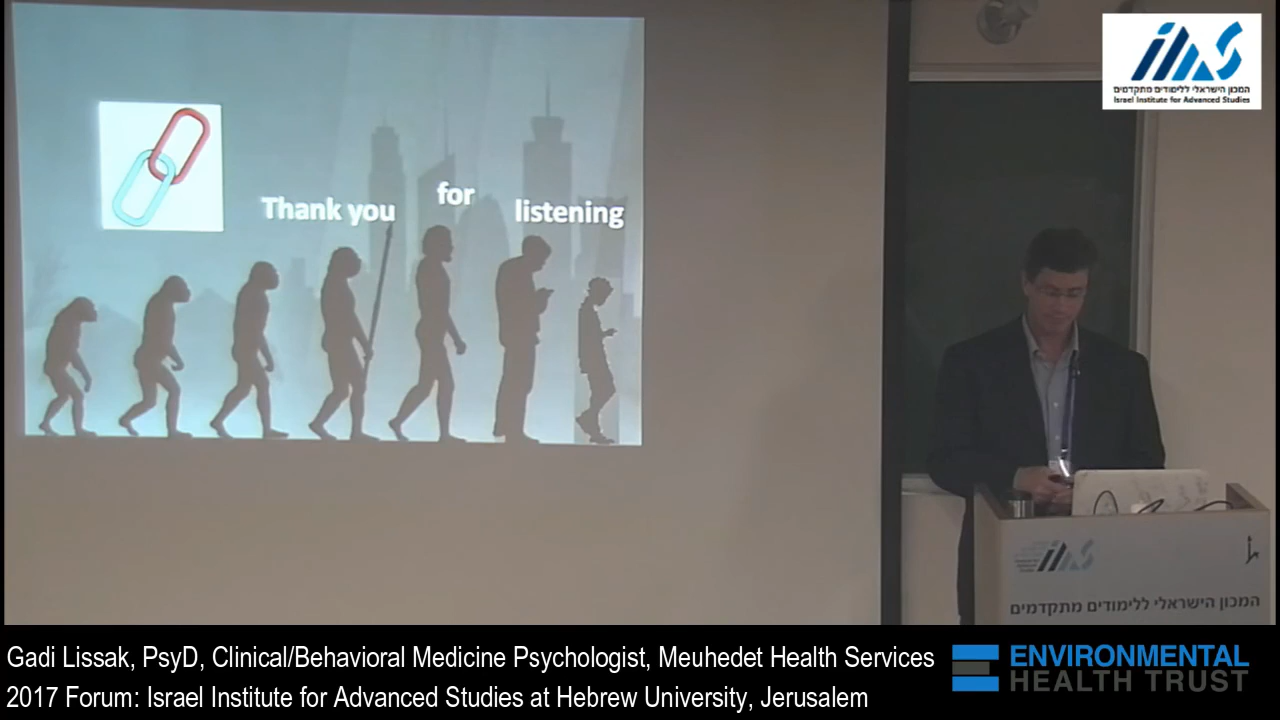 Thank you for listening
IIAS
המכון הישראלי ללימודים מתקדמים
Israel Institute for Advanced Studies
המכון הישראלי ללימודים מתקדמים
Gadi Lissak, PsyD, Clinical/Behavioral Medicine Psychologist, Meuhedet Health Services
2017 Forum: Israel Institute for Advanced Studies at Hebrew University, Jerusalem
ENVIRONMENTAL
HEALTH TRUST